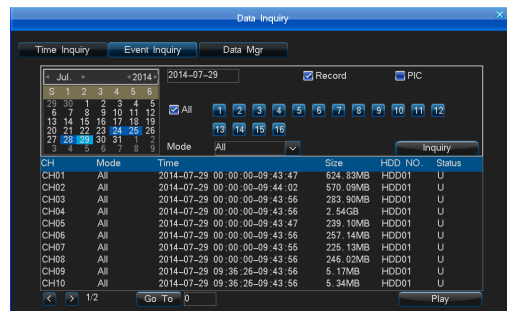 Data Inquiry
Time Inquiry Event Inquiry Data Mgr
Jul. 2014 2014-07-29 Record PIC
S 1 2 3 4 5 6
29 30 1 2 3 4 5
6 7 8 9 10 11 12
All 1 2 3 4 5 6 7 8 9 10 11 12
13 14 15 16 17 18 19
20 21 22 23 24 25 26
13 14 15 16
27 28 29 30 31 1 2
3 4 5 6 7 8 9
Mode All Inquiry
CH Mode Time Size HDD NO. Status
CH01 All 2014-07-29 00:00:00-09:43:47 624.83MB HDD01 U
CH02 All 2014-07-29 00:00:00-09:44:02 570.09MB HDD01 U
CH03 All 2014-07-29 00:00:00-09:43:56 283.90MB HDD01 U
CH04 All 2014-07-29 00:00:00-09:43:56 2.54GB HDD01 U
CH05 All 2014-07-29 00:00:00-09:43:47 239.10MB HDD01 U
CH06 All 2014-07-29 00:00:00-09:43:56 257.14MB HDD01 U
CH07 All 2014-07-29 00:00:00-09:43:55 225.13MB HDD01 U
CH08 All 2014-07-29 00:00:00-09:43:56 246.02MB HDD01 U
CH09 All 2014-07-29 09:36:26-09:43:56 5.17MB HDD01 U
CH10 All 2014-07-29 09:36:26-09:43:56 5.34MB HDD01 U
< > 1/2 Go To 0 Play